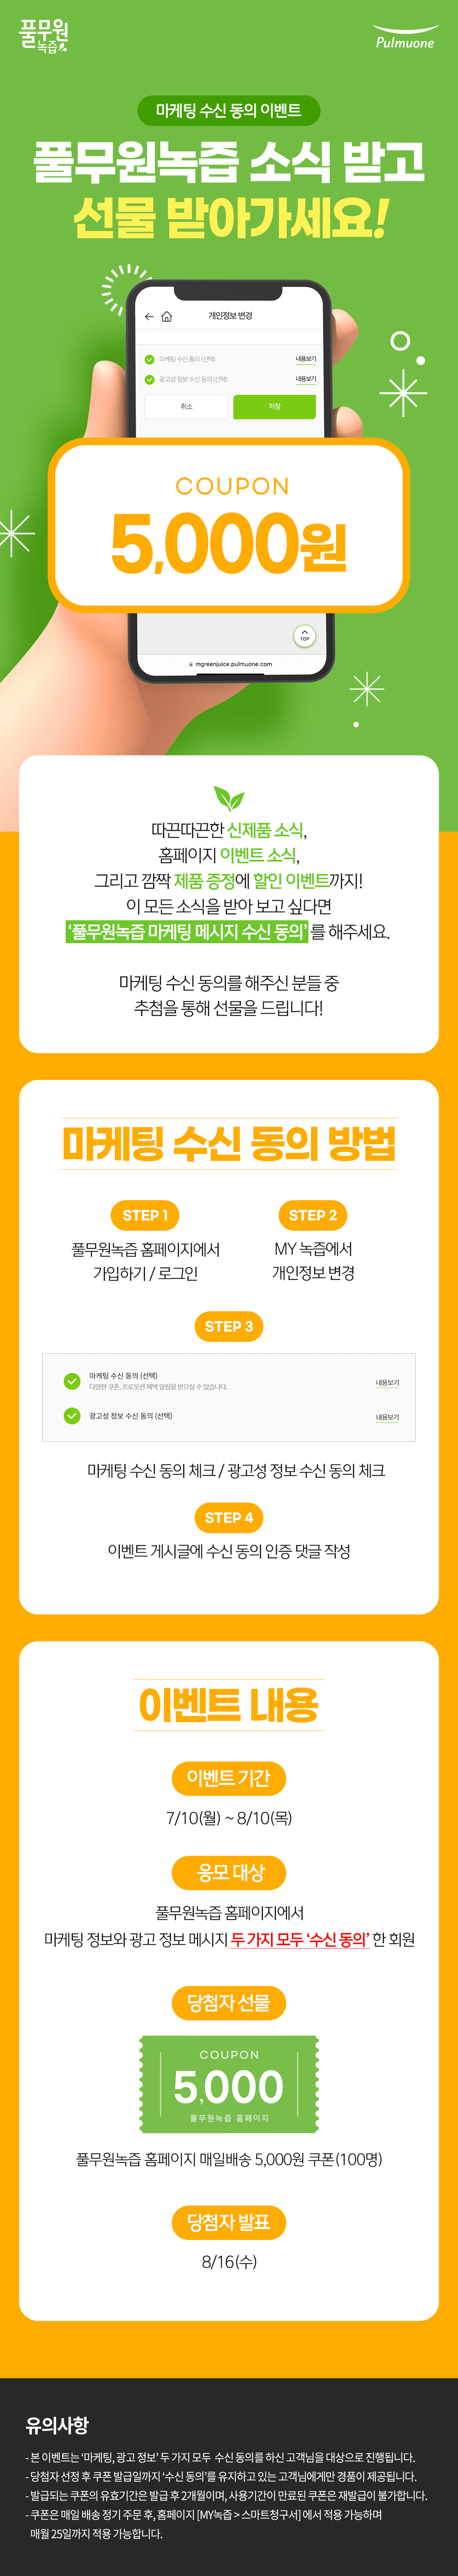 풀무원
녹즙
Pulmuone
마케팅 수신 동의 이벤트
풀무원녹즙 소식 받고
선물 받아가세요!
개인정보 변경
마케팅 수신 동의 (선택)
내용보기
광고성 정보 수신 동의 (선택)
내용보기
취소
저장
COUPON
5,000원
TOP
mgreenjuice.pulmuone.com
따끈따끈한 신제품 소식,
홈페이지 이벤트 소식,
그리고 깜짝 제품 증정에 할인 이벤트까지!
이 모든 소식을 받아 보고 싶다면
‘풀무원녹즙 마케팅 메시지 수신 동의’를 해주세요.
마케팅 수신 동의를 해주신 분들 중
추첨을 통해 선물을 드립니다!
마케팅 수신 동의 방법
STEP 1
풀무원녹즙 홈페이지에서
가입하기 / 로그인
STEP 2
MY 녹즙에서
개인정보 변경
STEP 3
마케팅 수신 동의 (선택)
다양한 쿠폰, 프로모션 혜택 알림을 받으실 수 있습니다.
내용보기
광고성 정보 수신 동의 (선택)
내용보기
마케팅 수신 동의 체크 / 광고성 정보 수신 동의 체크
STEP 4
이벤트 게시글에 수신 동의 인증 댓글 작성
이벤트 내용
이벤트 기간
7/10(월) ~ 8/10(목)
응모 대상
풀무원녹즙 홈페이지에서
마케팅 정보와 광고 정보 메시지 두 가지 모두 ‘수신 동의’ 한 회원
당첨자 선물
COUPON
5,000
풀무원녹즙 홈페이지
풀무원녹즙 홈페이지 매일배송 5,000원 쿠폰(100명)
당첨자 발표
8/16(수)
유의사항
- 본 이벤트는 ‘마케팅, 광고 정보’ 두 가지 모두 수신 동의를 하신 고객님을 대상으로 진행됩니다.
- 당첨자 선정 후 쿠폰 발급일까지 ‘수신 동의’를 유지하고 있는 고객님에게만 경품이 제공됩니다.
- 발급되는 쿠폰의 유효기간은 발급 후 2개월이며, 사용기간이 만료된 쿠폰은 재발급이 불가합니다.
- 쿠폰은 매일 배송 정기 주문 후, 홈페이지 [MY녹즙 > 스마트청구서] 에서 적용 가능하며
매월 25일까지 적용 가능합니다.